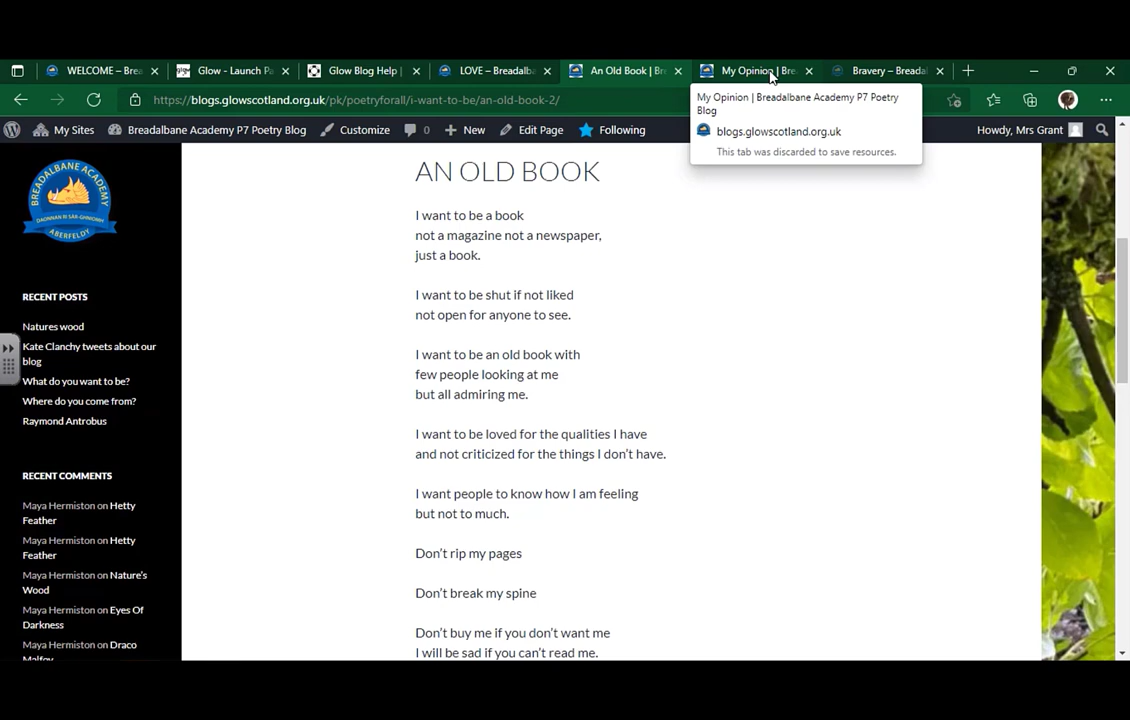 WELCOME – Brea
Glow - Launch Pa
Glow Blog Help |
LOVE – Breadalba
An Old Book | Bre
My Opinion | Bre
Bravery – Breadal
https://blogs.glowscotland.org.uk/pk/poetryforall/i-want-to-be/an-old-book-2/
My Opinion | Breadalbane Academy P7 Poetry
Blog
blogs.glowscotland.org.uk
This tab was discarded to save resources.
My Sites
Breadalbane Academy P7 Poetry Blog
Customize
0
New
Edit Page
Following
Howdy, Mrs Grant
BREADALBANE ACADEMY
DAONNAN RI SÀR-GHNIOMH
ABERFELDY
RECENT POSTS
Natures wood
Kate Clanchy tweets about our
blog
What do you want to be?
Where do you come from?
Raymond Antrobus
RECENT COMMENTS
Maya Hermiston on Hetty
Feather
Maya Hermiston on Hetty
Feather
Maya Hermiston on Nature's
Wood
Maya Hermiston on Eyes Of
Darkness
Maya Hermiston on Draco
Malfoy
AN OLD BOOK
I want to be a book
not a magazine not a newspaper,
just a book.
I want to be shut if not liked
not open for anyone to see.
I want to be an old book with
few people looking at me
but all admiring me.
I want to be loved for the qualities I have
and not criticized for the things I don't have.
I want people to know how I am feeling
but not to much.
Don't rip my pages
Don't break my spine
Don't buy me if you don't want me
I will be sad if you can't read me.